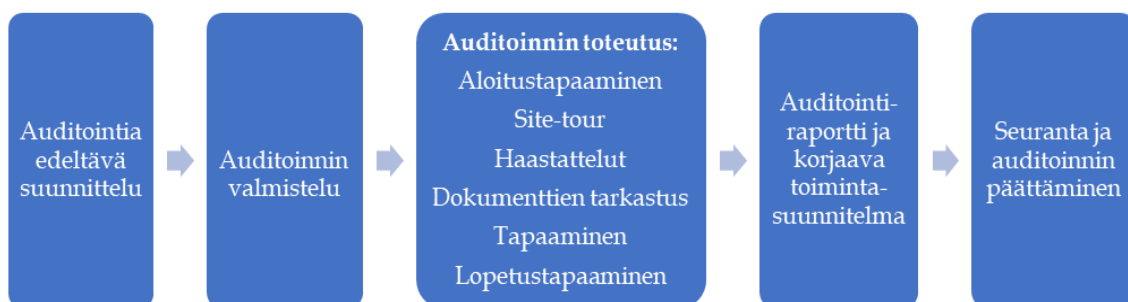 Auditointia
edeltävä
suunnittelu
Auditoinnin
valmistelu
Auditoinnin toteutus:
Aloitustapaaminen
Site-tour
Haastattelut
Dokumenttien tarkastus
Tapaaminen
Lopetustapaaminen
Auditointi-
raportti ja
korjaava
toiminta-
suunnitelma
Seuranta ja
auditoinnin
päättäminen